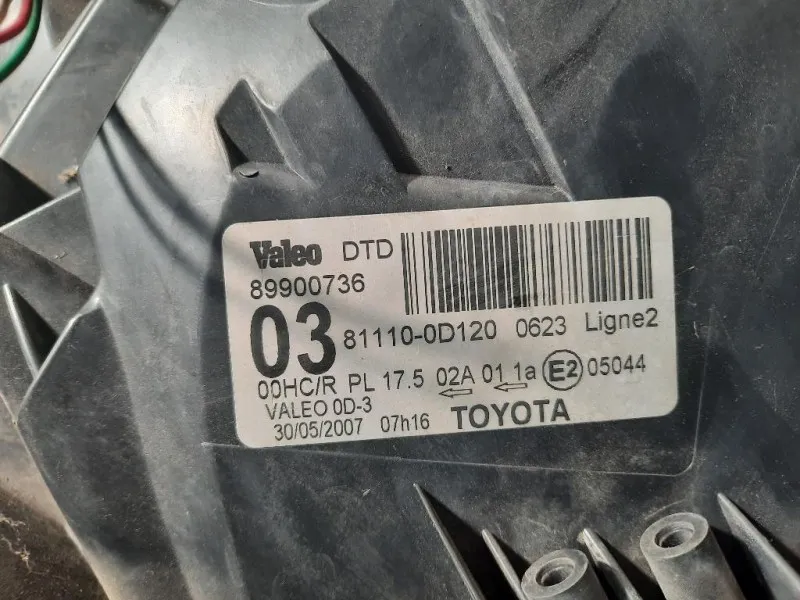 Valeo DTD
89900736
03 81110-0D120 0623 Ligne2
00HC/R PL 17.5 02A 01 1a E2 05044
VALEO 0D-3
30/05/2007 07h16 TOYOTA